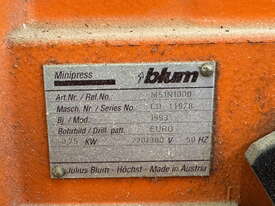 Minipress blum
Art.Nr./Ref.No. M51N1000
Masch. Nr / Series No.
Bj / Mod. 1993
Bohrbild / Drill. patt. EURO
KW V 50 HZ
Julius Blum - Höchst - Made in Austria